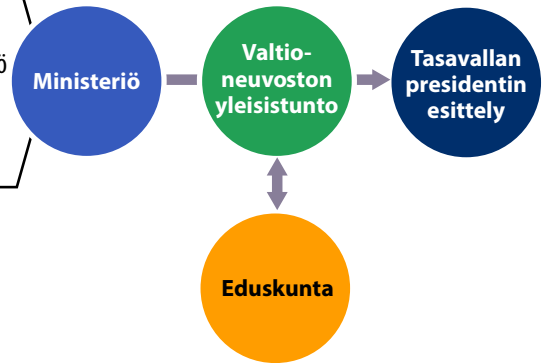 ö
Ministeriö
Valtio-
neuvoston
yleisistunto
Tasavallan
presidentin
esittely
Eduskunta